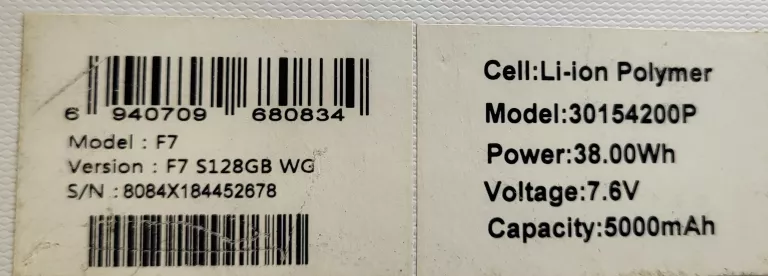 6 940709 680834
Model : F7
Version : F7 S128GB WG
S/N : 8084X184452678
Cell:Li-ion Polymer
Model:30154200P
Power:38.00Wh
Voltage:7.6V
Capacity:5000mAh